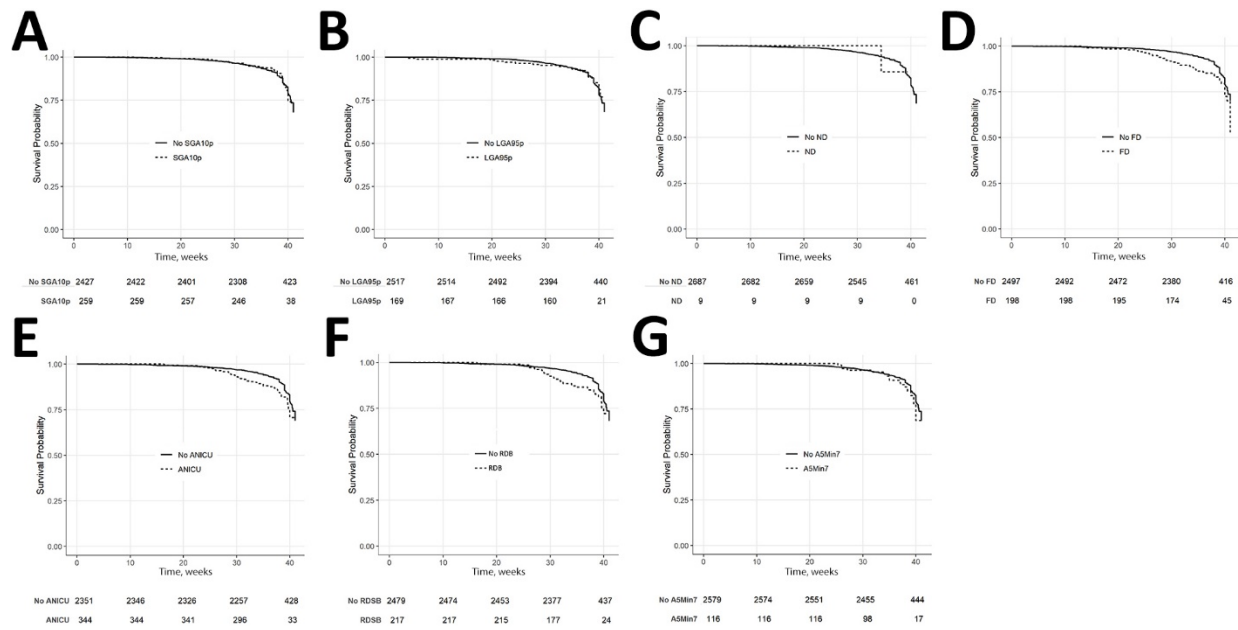 A
Survival Probability
1.00
0.75
0.50
0.25
0.00
No SGA10p
SGA10p
0 10 20 30 40
Time, weeks
No SGA10p 2427 2422 2401 2308 423
SGA10p 259 259 257 246 38
B
Survival Probability
1.00
0.75
0.50
0.25
0.00
No LGA95p
LGA95p
0 10 20 30 40
Time, weeks
No LGA95p 2517 2514 2492 2394 440
LGA95p 169 167 166 160 21
C
Survival Probability
1.00
0.75
0.50
0.25
0.00
No ND
ND
0 10 20 30 40
Time, weeks
No ND 2687 2682 2659 2545 461
ND 9 9 9 9 0
D
Survival Probability
1.00
0.75
0.50
0.25
0.00
No FD
FD
0 10 20 30 40
Time, weeks
No FD 2497 2492 2472 2380 416
FD 198 198 195 174 45
E
Survival Probability
1.00
0.75
0.50
0.25
0.00
No ANICU
ANICU
0 10 20 30 40
Time, weeks
No ANICU 2351 2346 2326 2257 428
ANICU 344 344 341 296 33
F
Survival Probability
1.00
0.75
0.50
0.25
0.00
No RDB
RDB
0 10 20 30 40
Time, weeks
No RDSB 2479 2474 2453 2377 437
RDSB 217 217 215 177 24
G
Survival Probability
1.00
0.75
0.50
0.25
0.00
No A5Min7
A5Min7
0 10 20 30 40
Time, weeks
No A5Min7 2579 2574 2551 2455 444
A5Min7 116 116 116 98 17